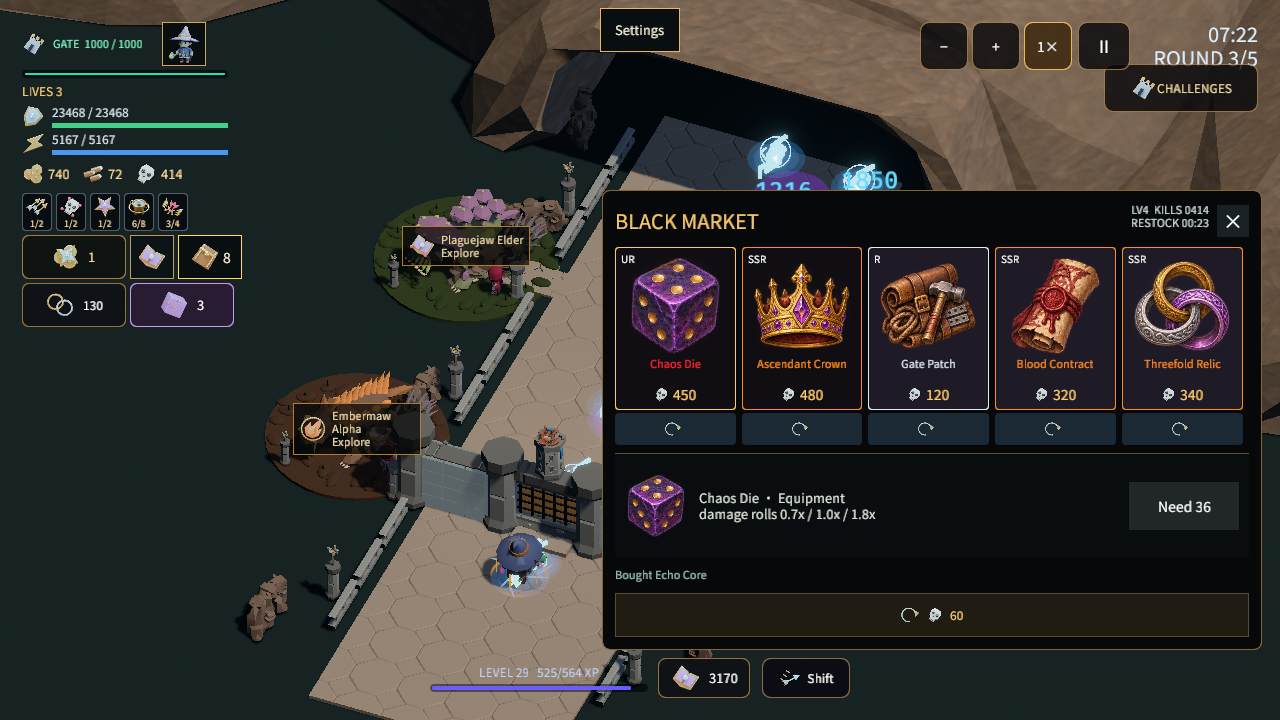 GATE 1000 / 1000
Settings
−
+
1×
07:22
ROUND 3/5
CHALLENGES
LIVES 3
23468 / 23468
5167 / 5167
740
72
414
1/2
1/2
1/2
6/8
3/4
1
8
130
3
Plaguejaw Elder
Explore
Embermaw
Alpha
Explore
1216
1850
BLACK MARKET
LV4 KILLS 0414
RESTOCK 00:23
UR
Chaos Die
450
SSR
Ascendant Crown
480
R
Gate Patch
120
SSR
Blood Contract
320
SSR
Threefold Relic
340
Chaos Die • Equipment
damage rolls 0.7x / 1.0x / 1.8x
Need 36
Bought Echo Core
60
LEVEL 29 525/564 XP
3170
Shift